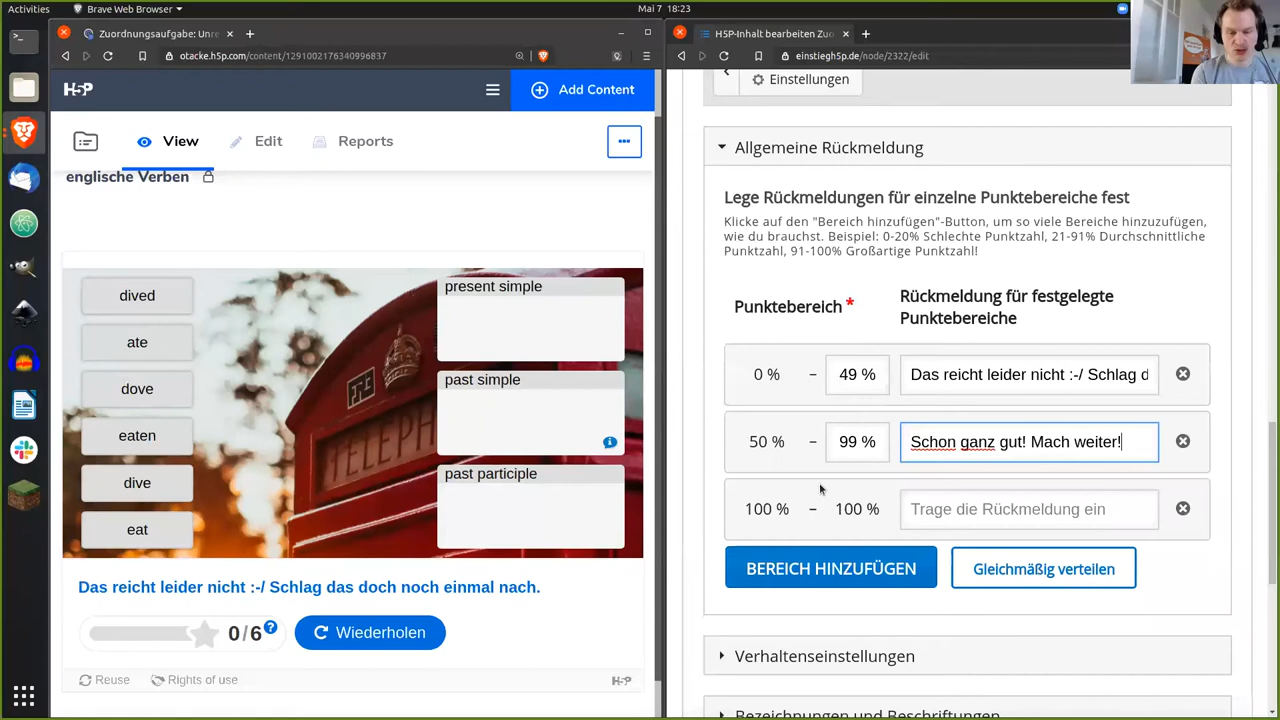 Activities
Brave Web Browser
Mai 7 18:23
Zuordnungsaufgabe: Unre
otacke.h5p.com/content/1291002176340996837
H5P
Add Content
View
Edit
Reports
englische Verben
dived
ate
dove
eaten
dive
eat
TELEPHO
present simple
past simple
past participle
Das reicht leider nicht :-/ Schlag das doch noch einmal nach.
0/6
Wiederholen
Reuse
Rights of use
H5P
H5P-Inhalt bearbeiten Zuo
einstiegh5p.de/node/2322/edit
Einstellungen
Allgemeine Rückmeldung
Lege Rückmeldungen für einzelne Punktebereiche fest
Klicke auf den "Bereich hinzufügen"-Button, um so viele Bereiche hinzuzufügen,
wie du brauchst. Beispiel: 0-20% Schlechte Punktzahl, 21-91% Durchschnittliche
Punktzahl, 91-100% Großartige Punktzahl!
Punktebereich *
Rückmeldung für festgelegte
Punktebereiche
0 % – 49 % Das reicht leider nicht :-/ Schlag d
50 % – 99 % Schon ganz gut! Mach weiter!
100 % – 100 % Trage die Rückmeldung ein
BEREICH HINZUFÜGEN
Gleichmäßig verteilen
Verhaltenseinstellungen
Bezeichnungen und Beschriftungen